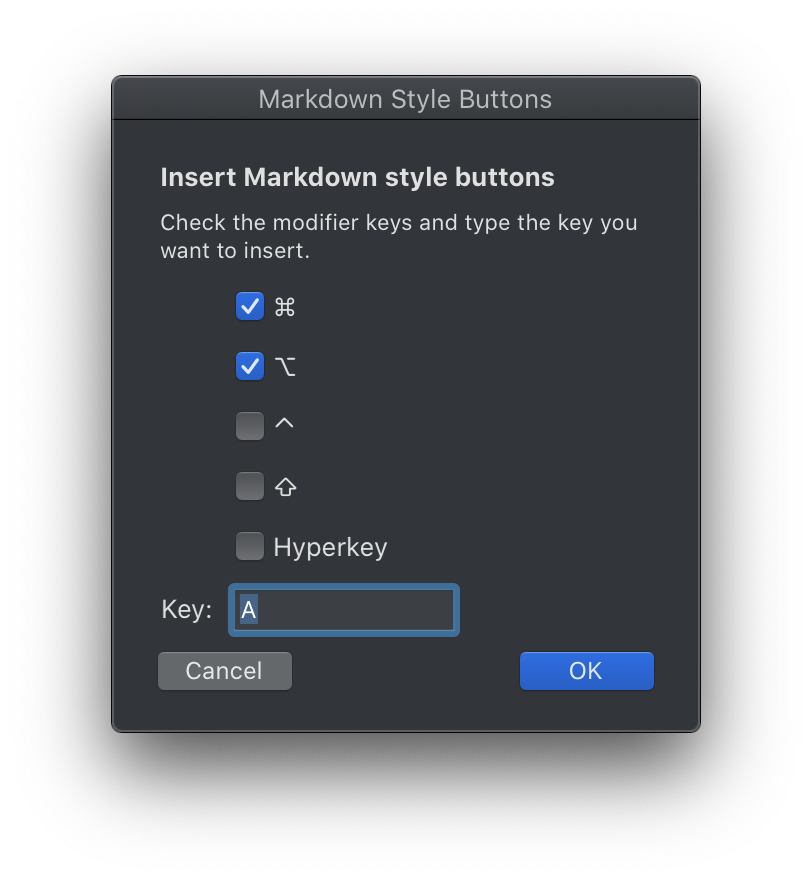 Markdown Style Buttons
Insert Markdown style buttons
Check the modifier keys and type the key you
want to insert.
⌘
⌥
^
⇧
Hyperkey
Key: A
Cancel OK